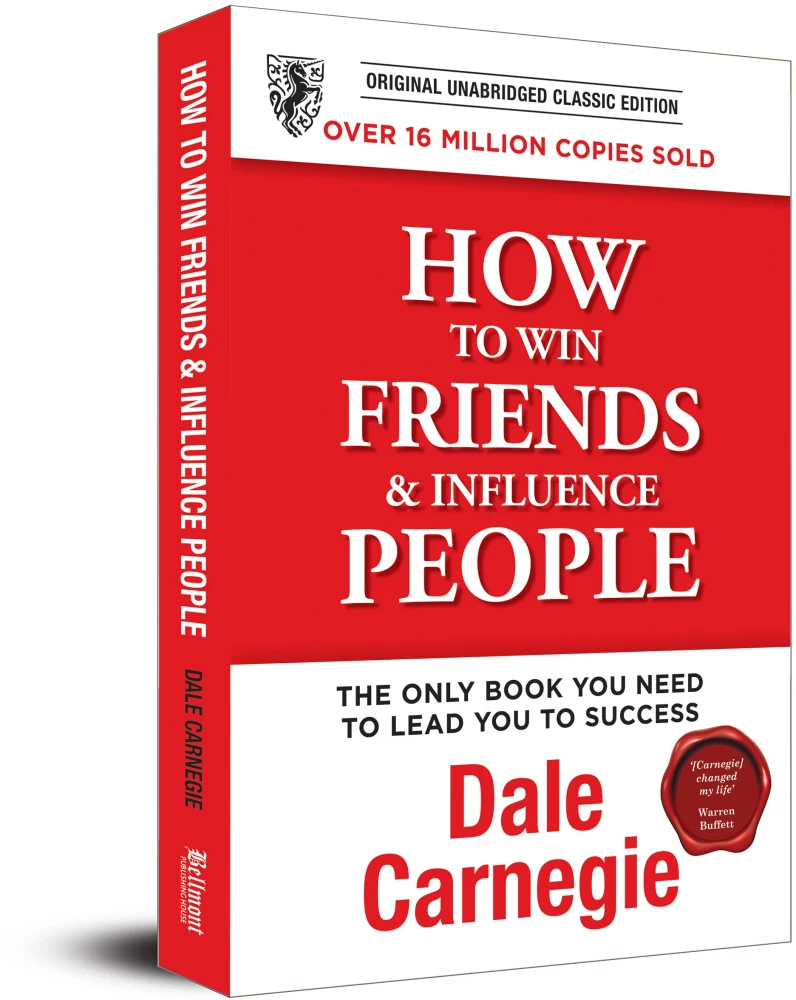 HOW TO WIN FRIENDS & INFLUENCE PEOPLE
DALE CARNEGIE
Bellmont
PUBLISHING HOUSE
ORIGINAL UNABRIDGED CLASSIC EDITION
OVER 16 MILLION COPIES SOLD
HOW
TO WIN
FRIENDS
& INFLUENCE
PEOPLE
THE ONLY BOOK YOU NEED
TO LEAD YOU TO SUCCESS
Dale
Carnegie
‘[Carnegie]
changed
my life’
Warren
Buffett